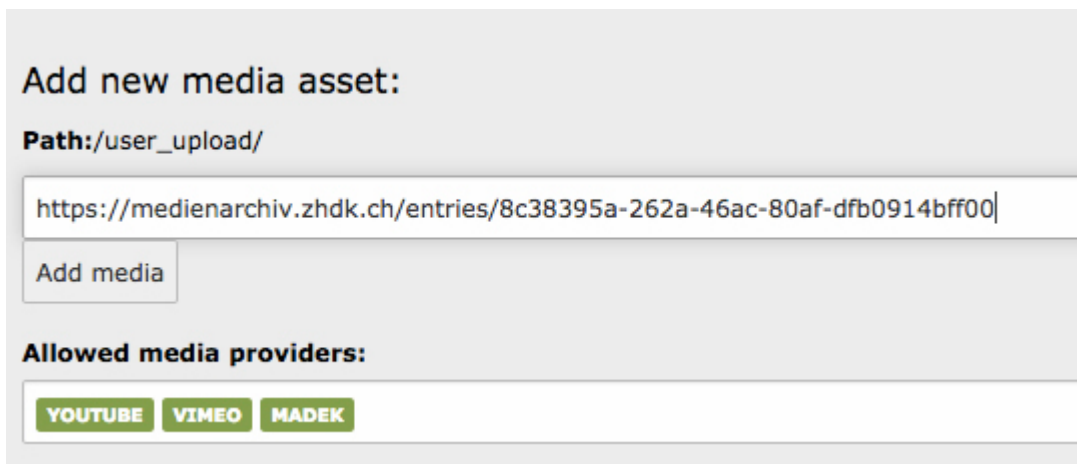 Add new media asset:
Path:/user_upload/
https://medienarchiv.zhdk.ch/entries/8c38395a-262a-46ac-80af-dfb0914bff00
Add media
Allowed media providers:
YOUTUBE VIMEO MADEK